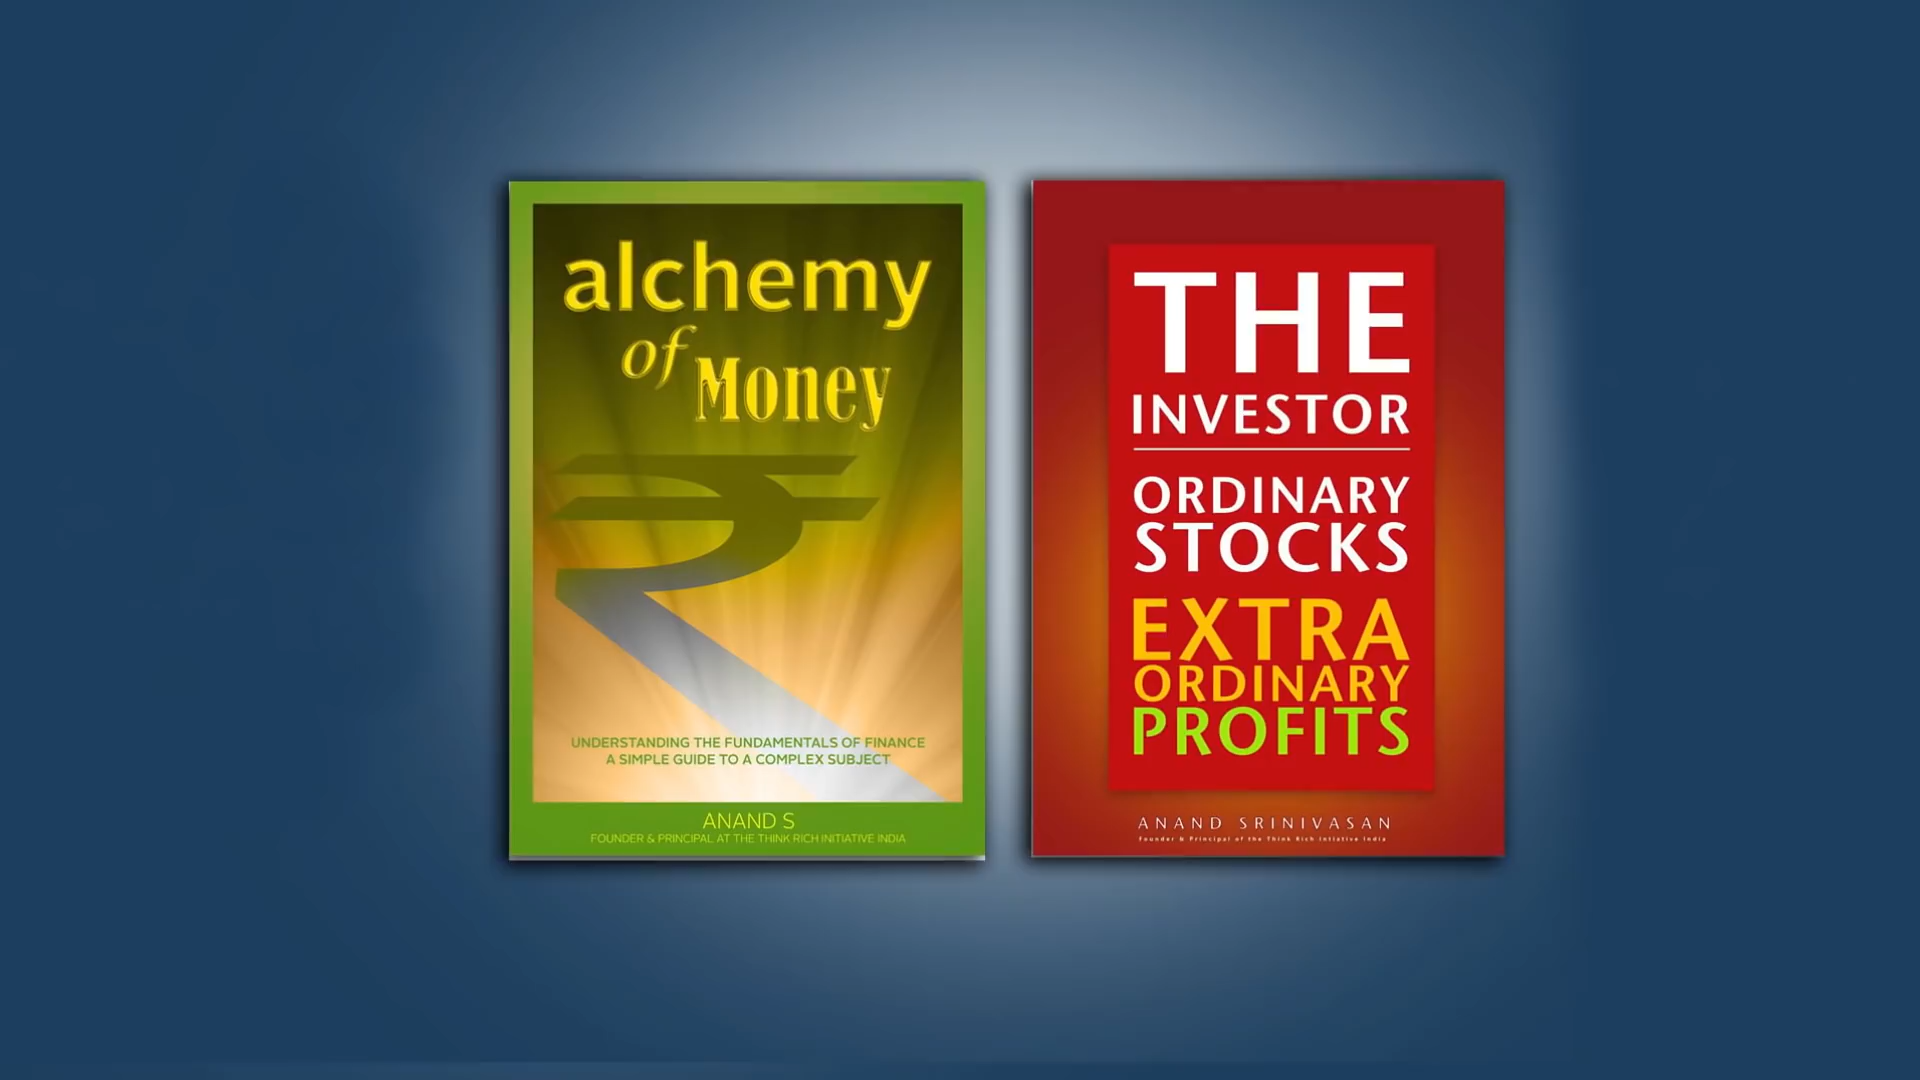 alchemy
of Money
UNDERSTANDING THE FUNDAMENTALS OF FINANCE
A SIMPLE GUIDE TO A COMPLEX SUBJECT
ANAND S
FOUNDER & PRINCIPAL AT THE THINK RICH INITIATIVE INDIA
THE
INVESTOR
ORDINARY
STOCKS
EXTRA
ORDINARY
PROFITS
ANAND SRINIVASAN
Founder & Principal of the Think Rich Intiative India